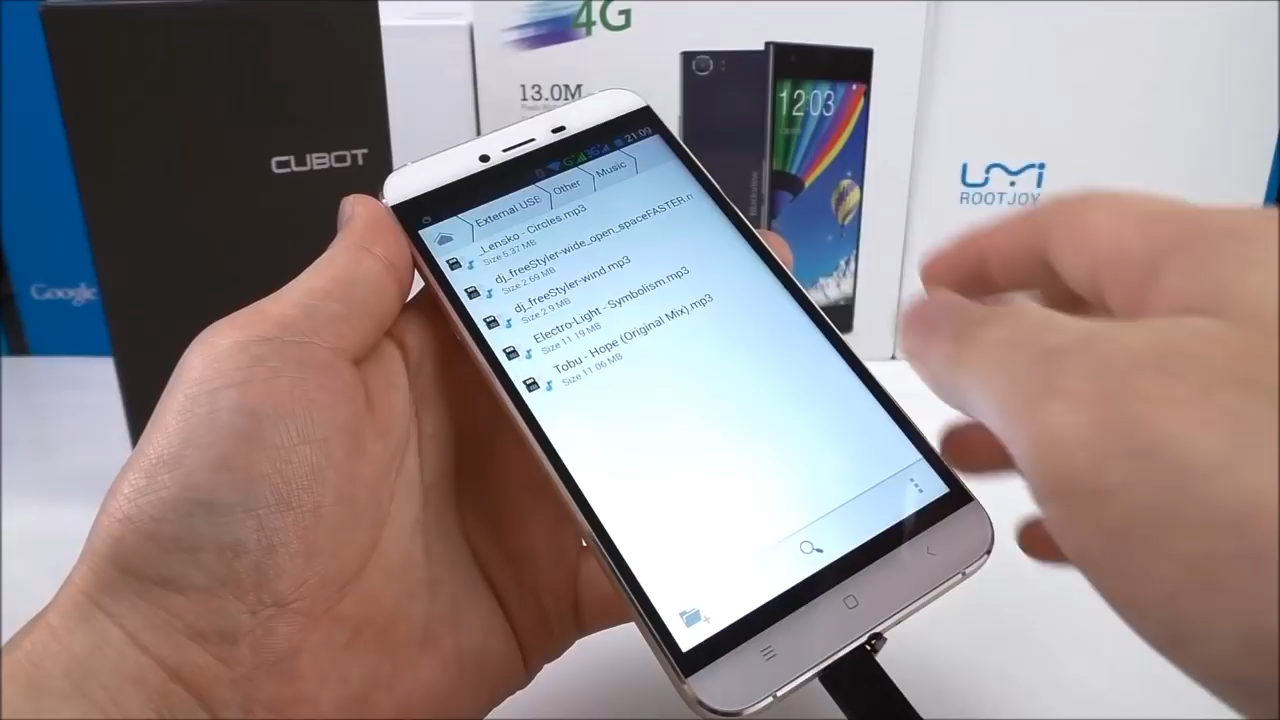 4G
13.0M
12:03
CUBOT
UMi
ROOTJOY
Google
G
3G
21:09
External USB
Other
Music
_Lensko - Circles.mp3
Size 5.37 MB
dj_freeStyler-wide_open_spaceFASTER.m
Size 2.69 MB
dj_freeStyler-wind.mp3
Size 2.9 MB
Electro-Light - Symbolism.mp3
Size 11.19 MB
Tobu - Hope (Original Mix).mp3
Size 11.06 MB